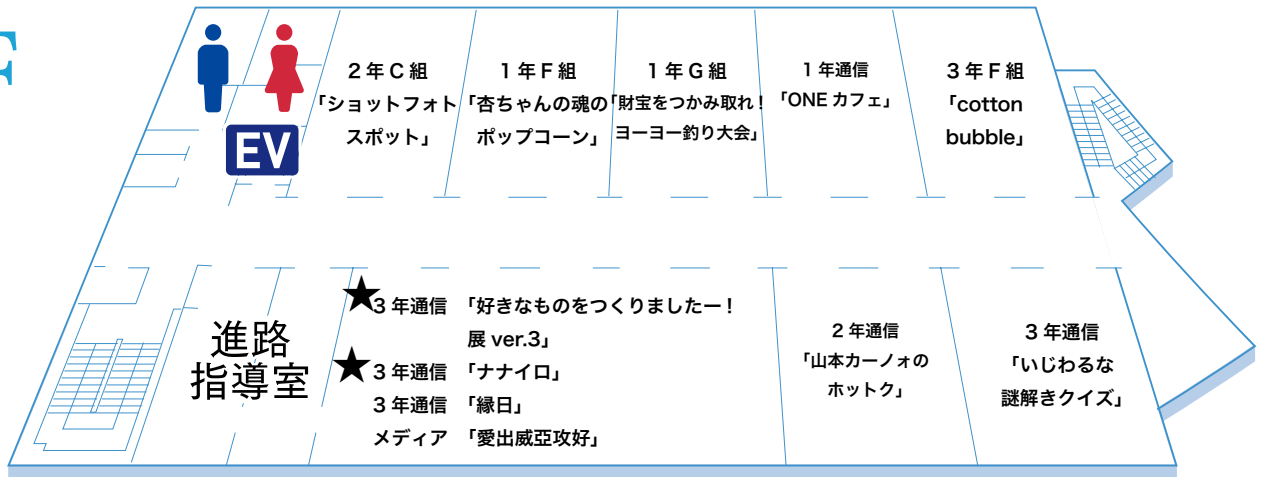 F
EV
2年C組
「ショットフォト
スポット」
1年F組
「杏ちゃんの魂の
ポップコーン」
1年G組
「財宝をつかみ取れ！
ヨーヨー釣り大会」
1年通信
「ONE カフェ」
3年F組
「cotton
bubble」
進路
指導室
★3年通信 「好きなものをつくりましたー！
展 ver.3」
★3年通信 「ナナイロ」
3年通信 「縁日」
メディア 「愛出威亞攻好」
2年通信
「山本カーノォの
ホットク」
3年通信
「いじわるな
謎解きクイズ」